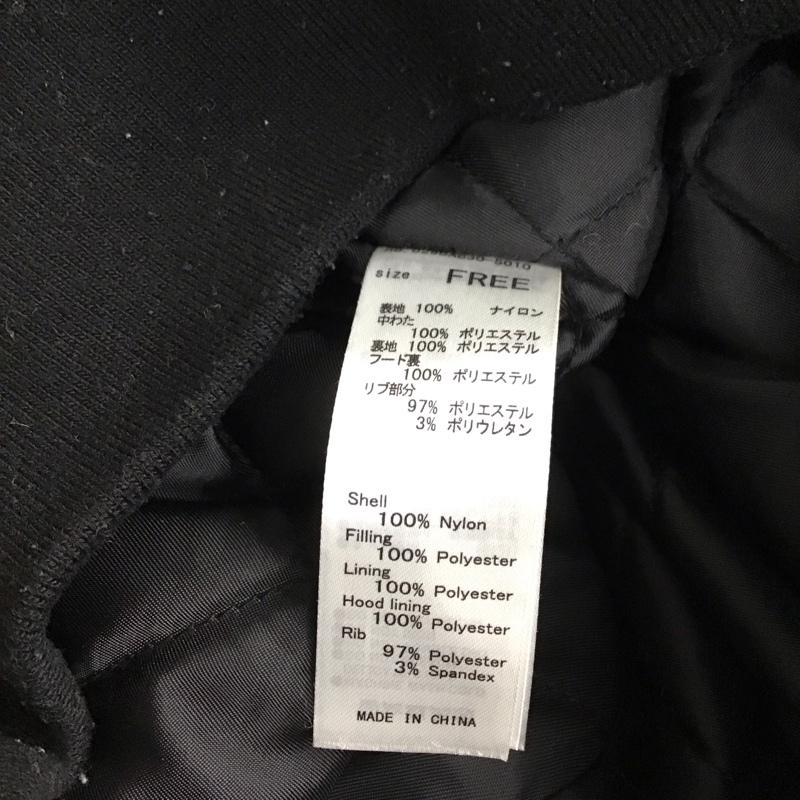 size FREE
裏地 100% ナイロン
中わた
100% ポリエステル
裏地 100% ポリエステル
フード裏
100% ポリエステル
リブ部分
97% ポリエステル
3% ポリウレタン
Shell
100% Nylon
Filling
100% Polyester
Lining
100% Polyester
Hood lining
100% Polyester
Rib
97% Polyester
3% Spandex
MADE IN CHINA